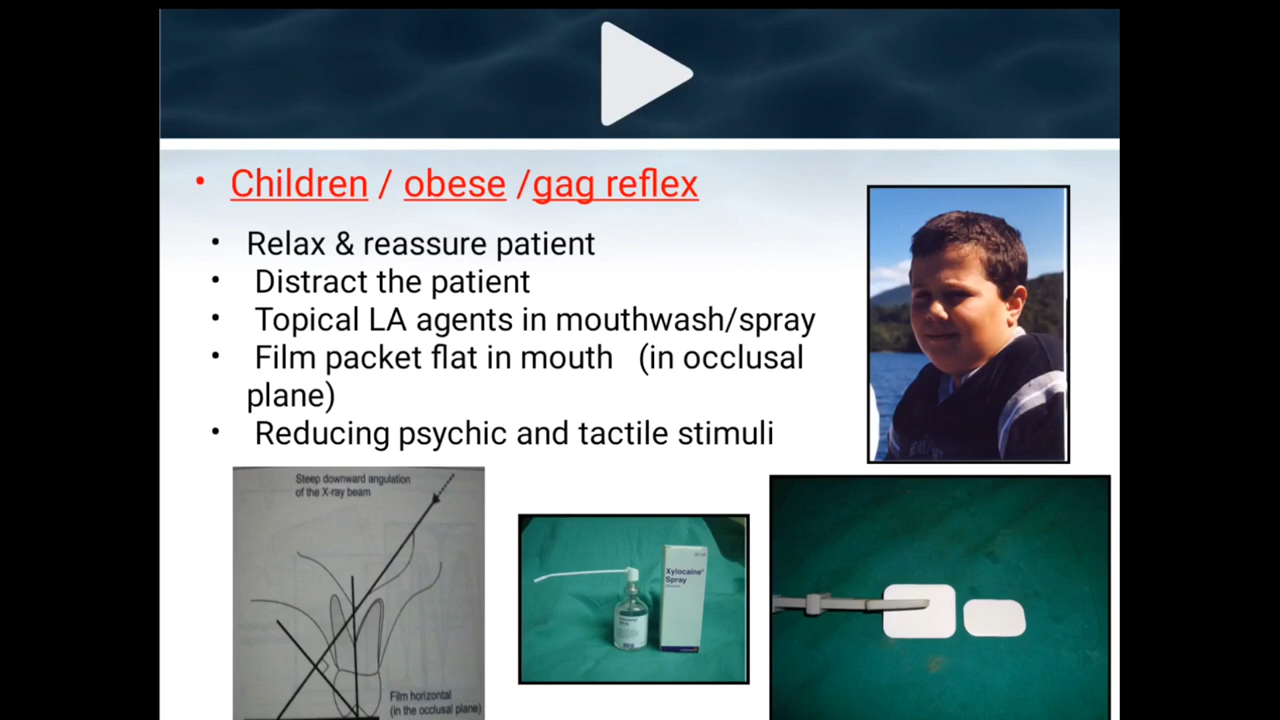 Children / obese /gag reflex
Relax & reassure patient
Distract the patient
Topical LA agents in mouthwash/spray
Film packet flat in mouth (in occlusal
plane)
Reducing psychic and tactile stimuli
Steep downward angulation
of the X-ray beam
Xylocaine®
Spray
Film horizontal
(in the occlusal plane)